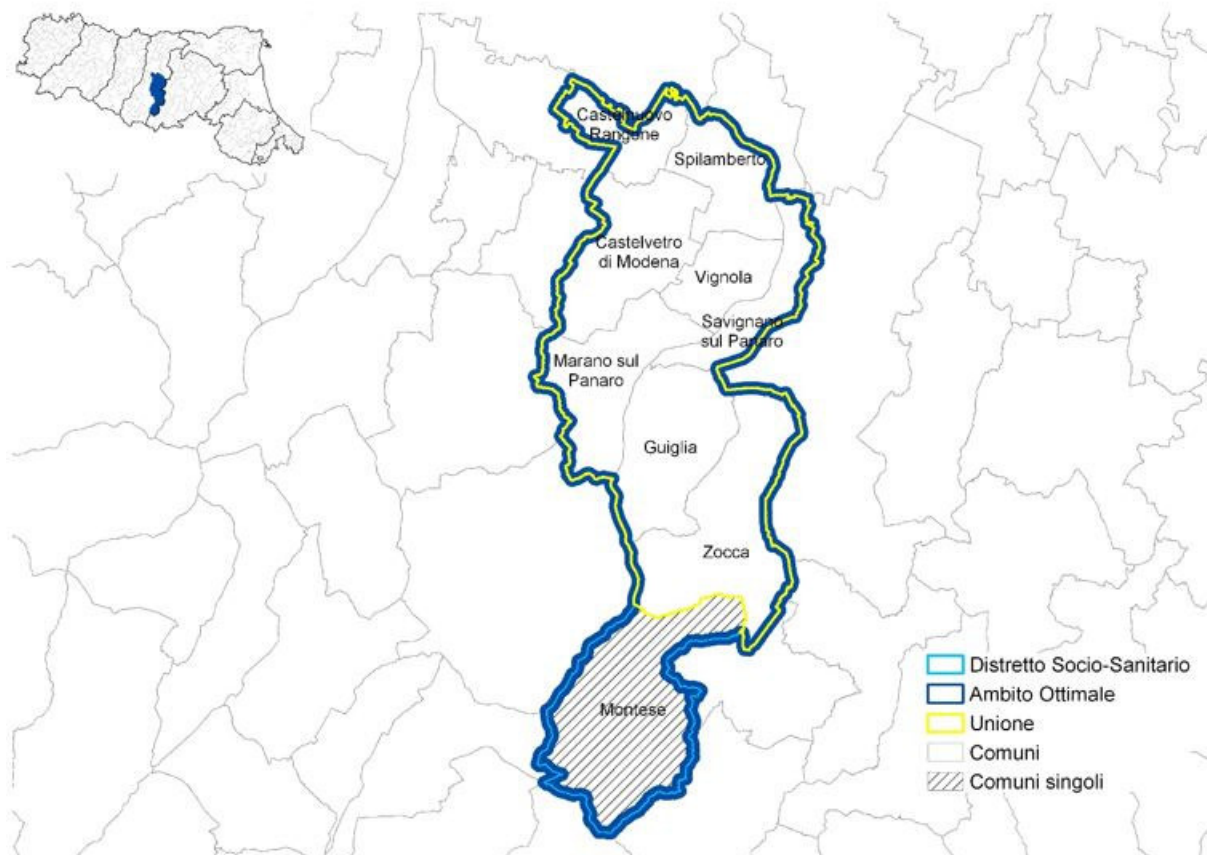 Castelnuovo
Rangone
Spilamberto
Castelvetro
di Modena
Vignola
Savignano
sul Panaro
Marano sul
Panaro
Guiglia
Zocca
Montese
Distretto Socio-Sanitario
Ambito Ottimale
Unione
Comuni
Comuni singoli